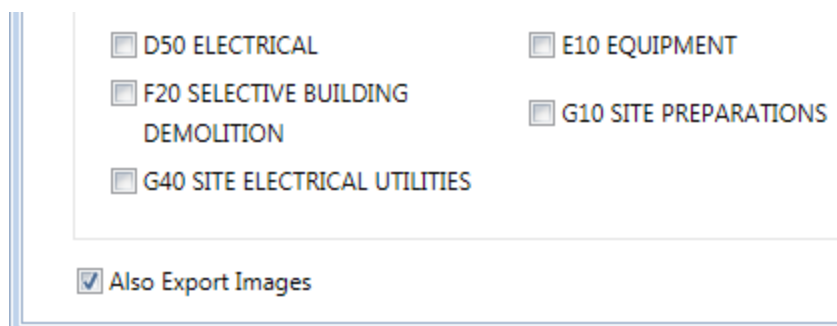 D50 ELECTRICAL
E10 EQUIPMENT
F20 SELECTIVE BUILDING
DEMOLITION
G10 SITE PREPARATIONS
G40 SITE ELECTRICAL UTILITIES
Also Export Images